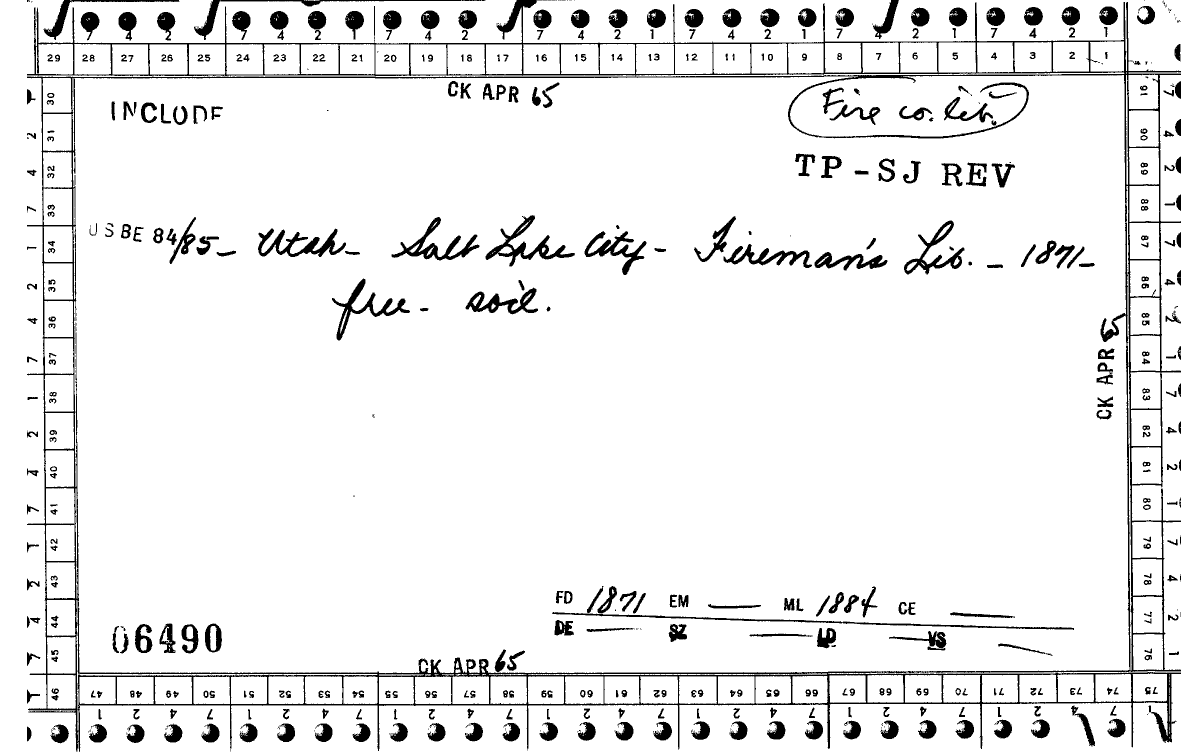 7 4 2 1 7 4 2 1 7 4 2 1 7 4 2 1 7 4 2 1 7 4 2 1
29 28 27 26 25 24 23 22 21 20 19 18 17 16 15 14 13 12 11 10 9 8 7 6 5 4 3 2 1
CK APR 65
INCLUDE
Fire co. lib.
TP-SJ REV
USBE 84/85- Utah- Salt Lake City- Fireman's Lib. - 1871-
free - soc'l.
CK APR 65
FD 1871 EM — ML 1884 CE —
DE — SZ — LD — VS —
06490
CK APR 65
30 31 32 33 34 35 36 37 38 39 40 41 42 43 44 45 46
91 90 89 88 87 86 85 84 83 82 81 80 79 78 77 76
47 48 49 50 51 52 53 54 55 56 57 58 59 60 61 62 63 64 65 66 67 68 69 70 71 72 73 74 75
1 2 4 7 1 2 4 7 1 2 4 7 1 2 4 7 1 2 4 7 1 2 4 7 1 2 4 7